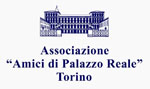 Associazione
“Amici di Palazzo Reale”
Torino